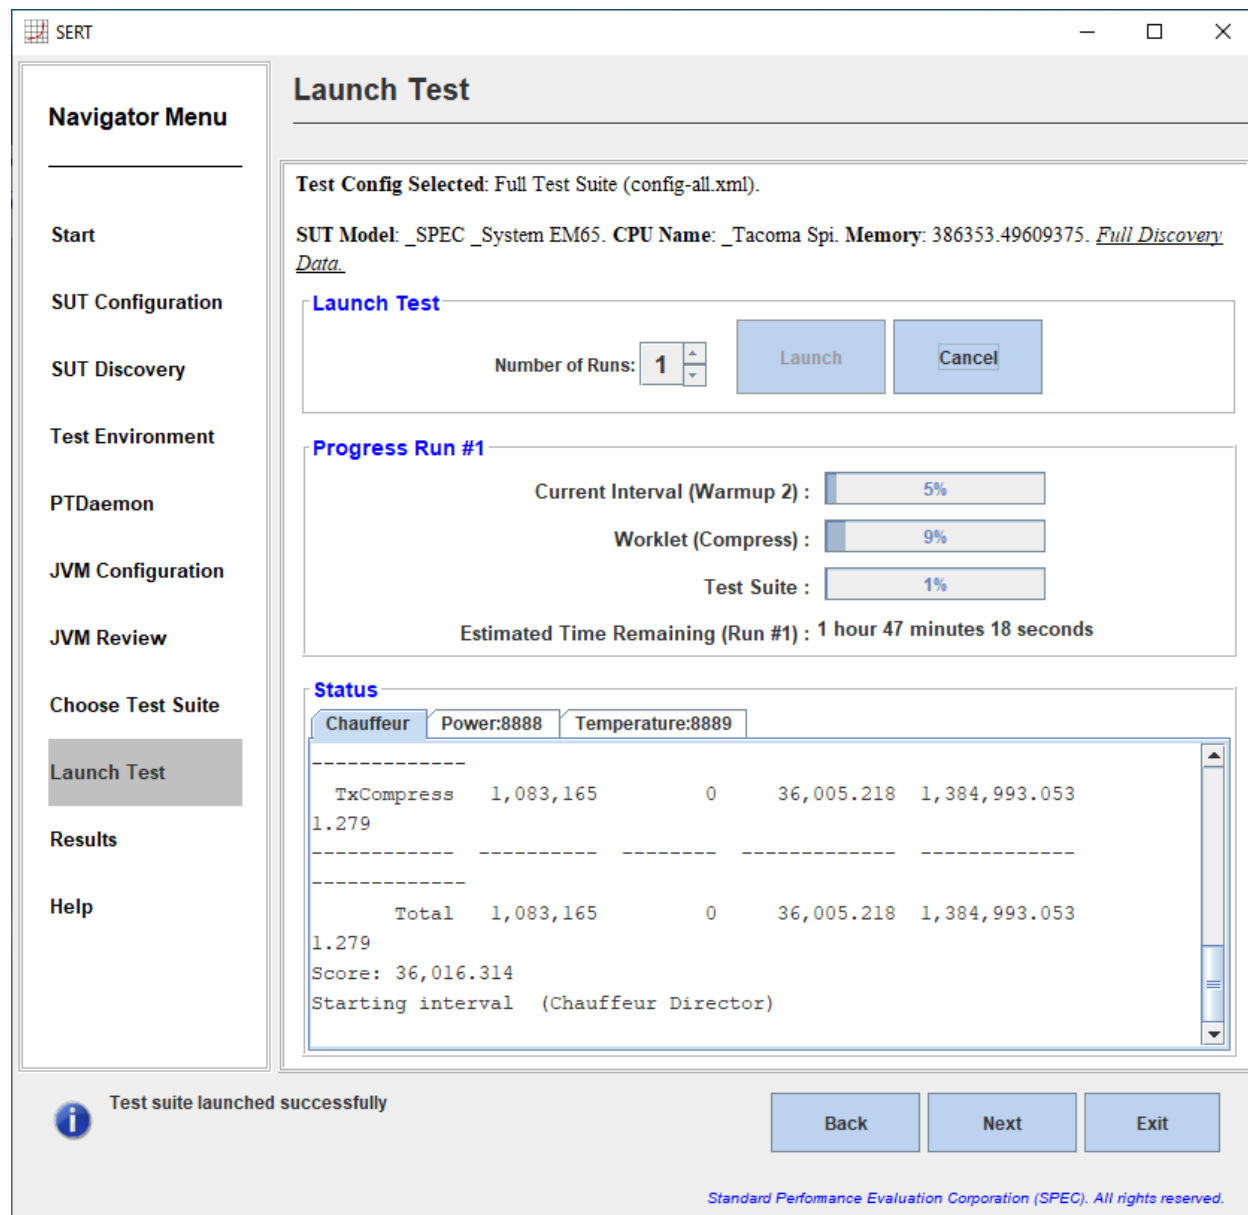 SERT
Navigator Menu
Start
SUT Configuration
SUT Discovery
Test Environment
PTDaemon
JVM Configuration
JVM Review
Choose Test Suite
Launch Test
Results
Help
Launch Test
Test Config Selected: Full Test Suite (config-all.xml).
SUT Model: _SPEC _System EM65. CPU Name: _Tacoma Spi. Memory: 386353.49609375. Full Discovery
Data.
Launch Test
Number of Runs: 1 Launch Cancel
Progress Run #1
Current Interval (Warmup 2) : 5%
Worklet (Compress) : 9%
Test Suite : 1%
Estimated Time Remaining (Run #1) : 1 hour 47 minutes 18 seconds
Status
Chauffeur Power:8888 Temperature:8889
-------------
TxCompress 1,083,165 0 36,005.218 1,384,993.053
1.279
------------ ---------- -------- ------------- -------------
-------------
Total 1,083,165 0 36,005.218 1,384,993.053
1.279
Score: 36,016.314
Starting interval (Chauffeur Director)
Test suite launched successfully
Back Next Exit
Standard Performance Evaluation Corporation (SPEC). All rights reserved.